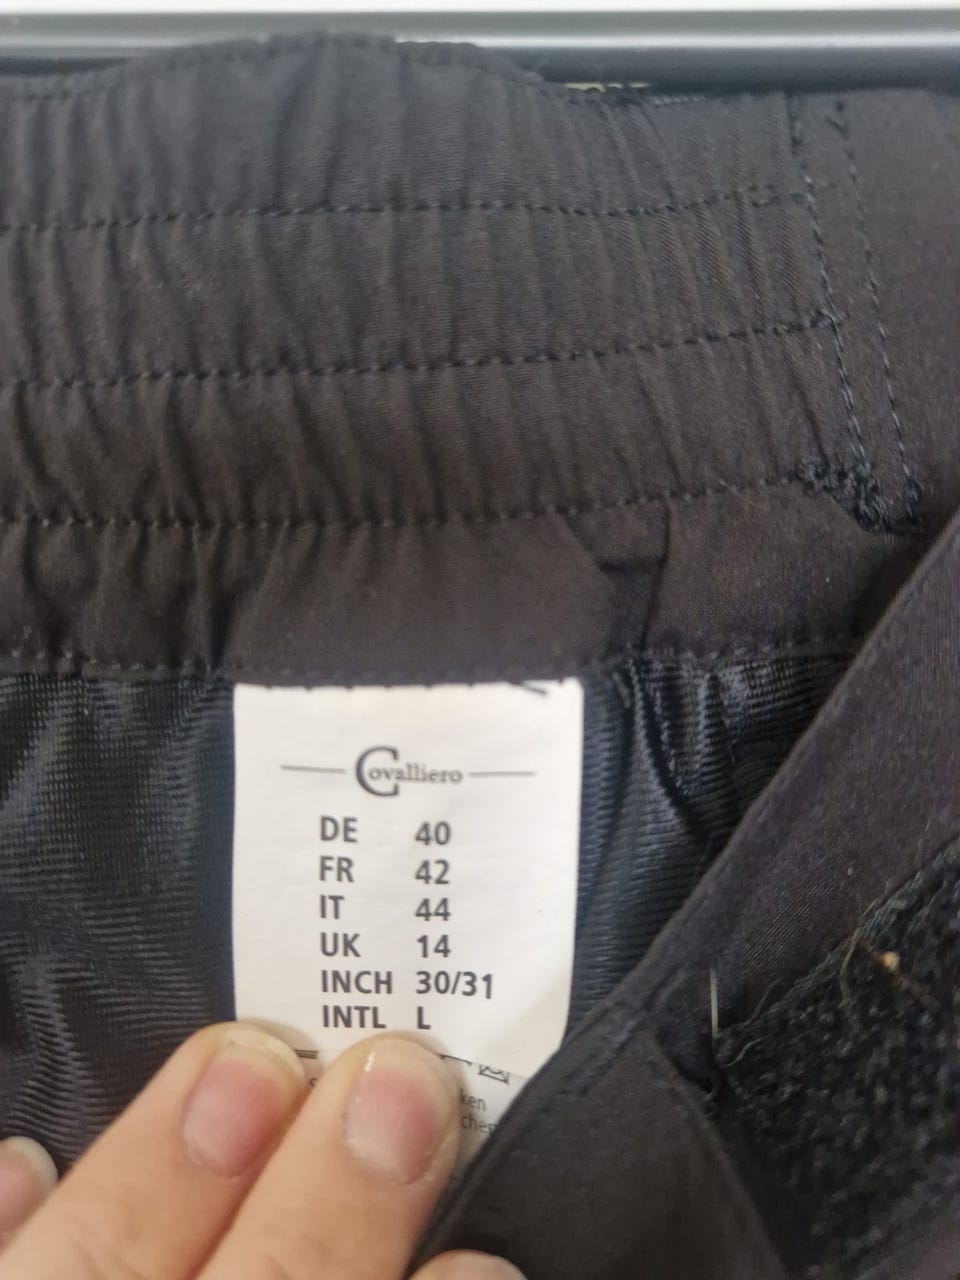 Covalliero
DE 40
FR 42
IT 44
UK 14
INCH 30/31
INTL L